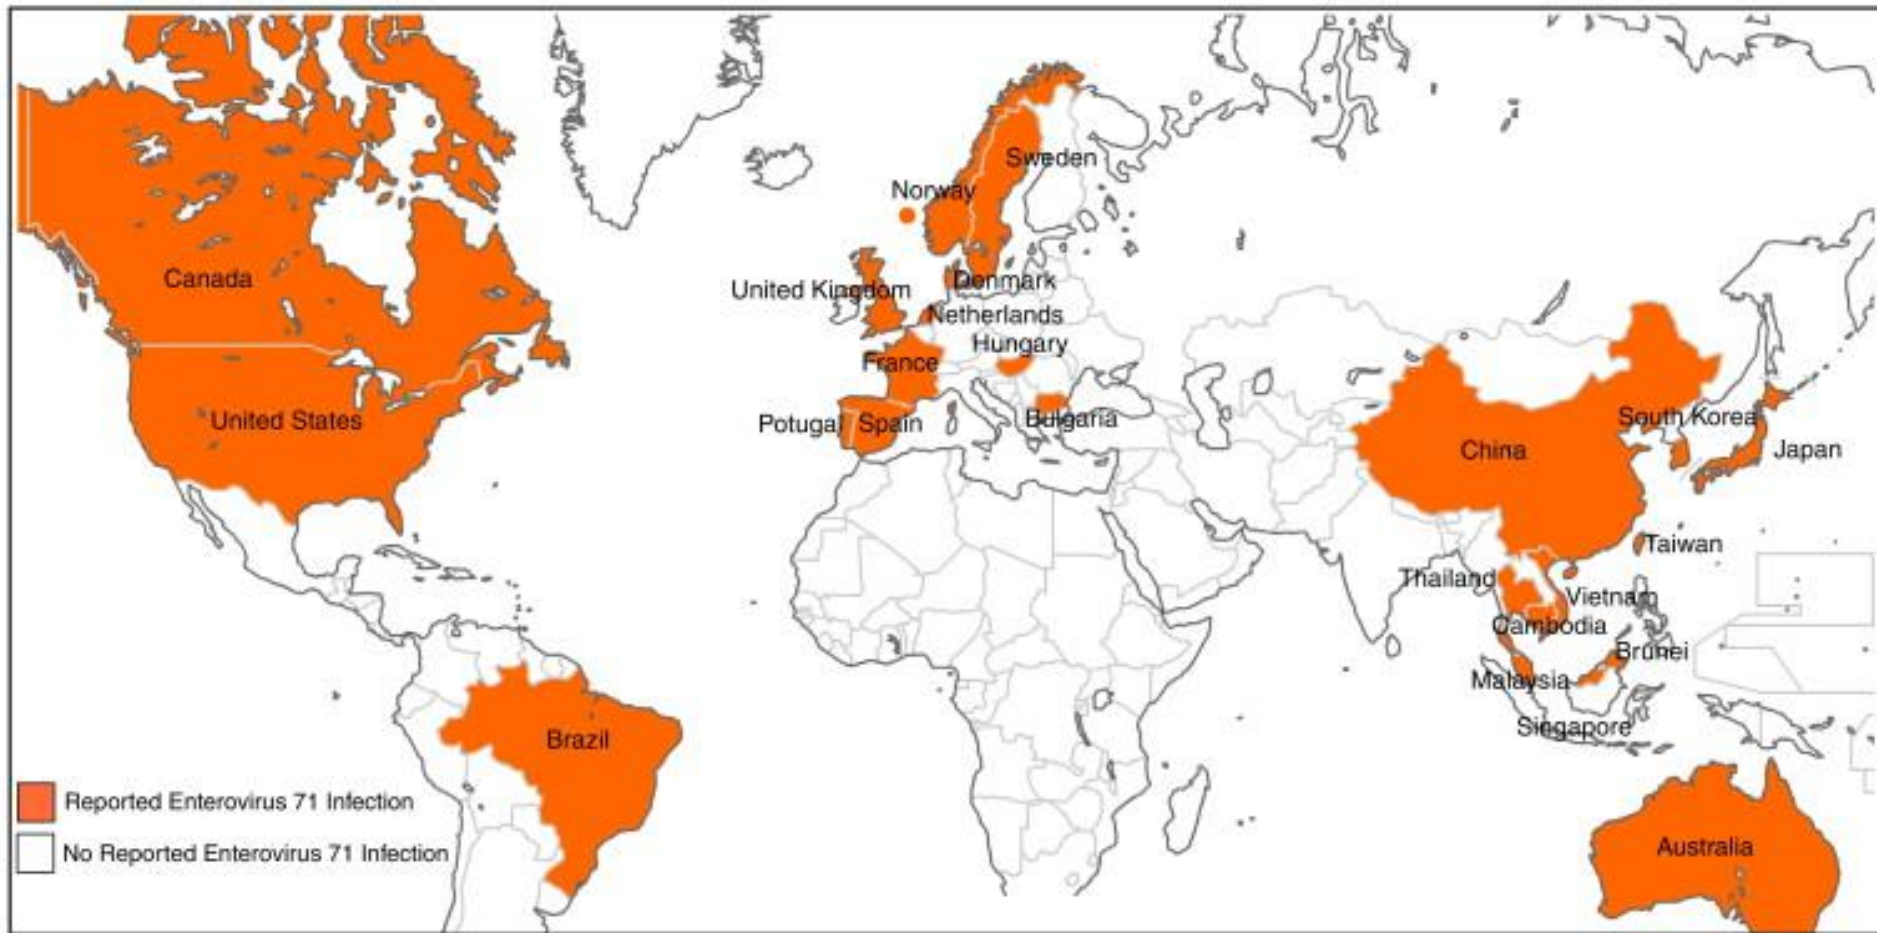 Sweden
Norway
Canada
Denmark
United Kingdom
Netherlands
Hungary
France
United States
Potugal
Spain
Bulgaria
South Korea
China
Japan
Taiwan
Thailand
Vietnam
Cambodia
Brunei
Malaysia
Singapore
Brazil
Reported Enterovirus 71 Infection
No Reported Enterovirus 71 Infection
Australia